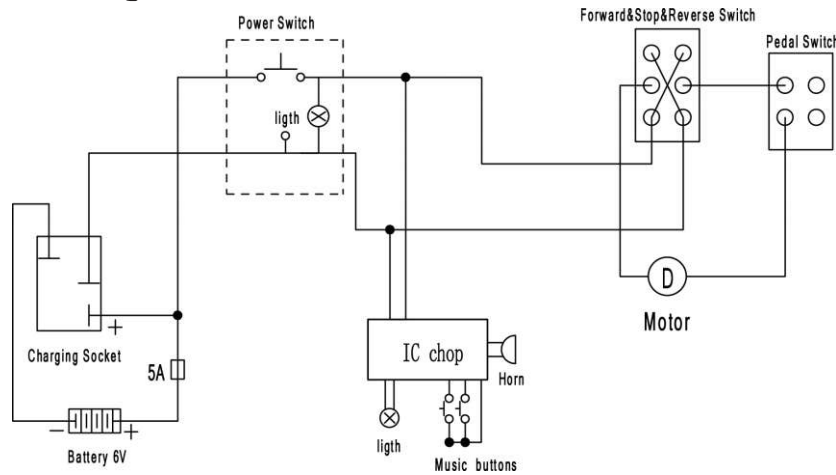 Power Switch
Forward&Stop&Reverse Switch
Pedal Switch
ligth
D
Motor
+
Charging Socket
5A
IC chop
Horn
−
+
Battery 6V
ligth
Music buttons